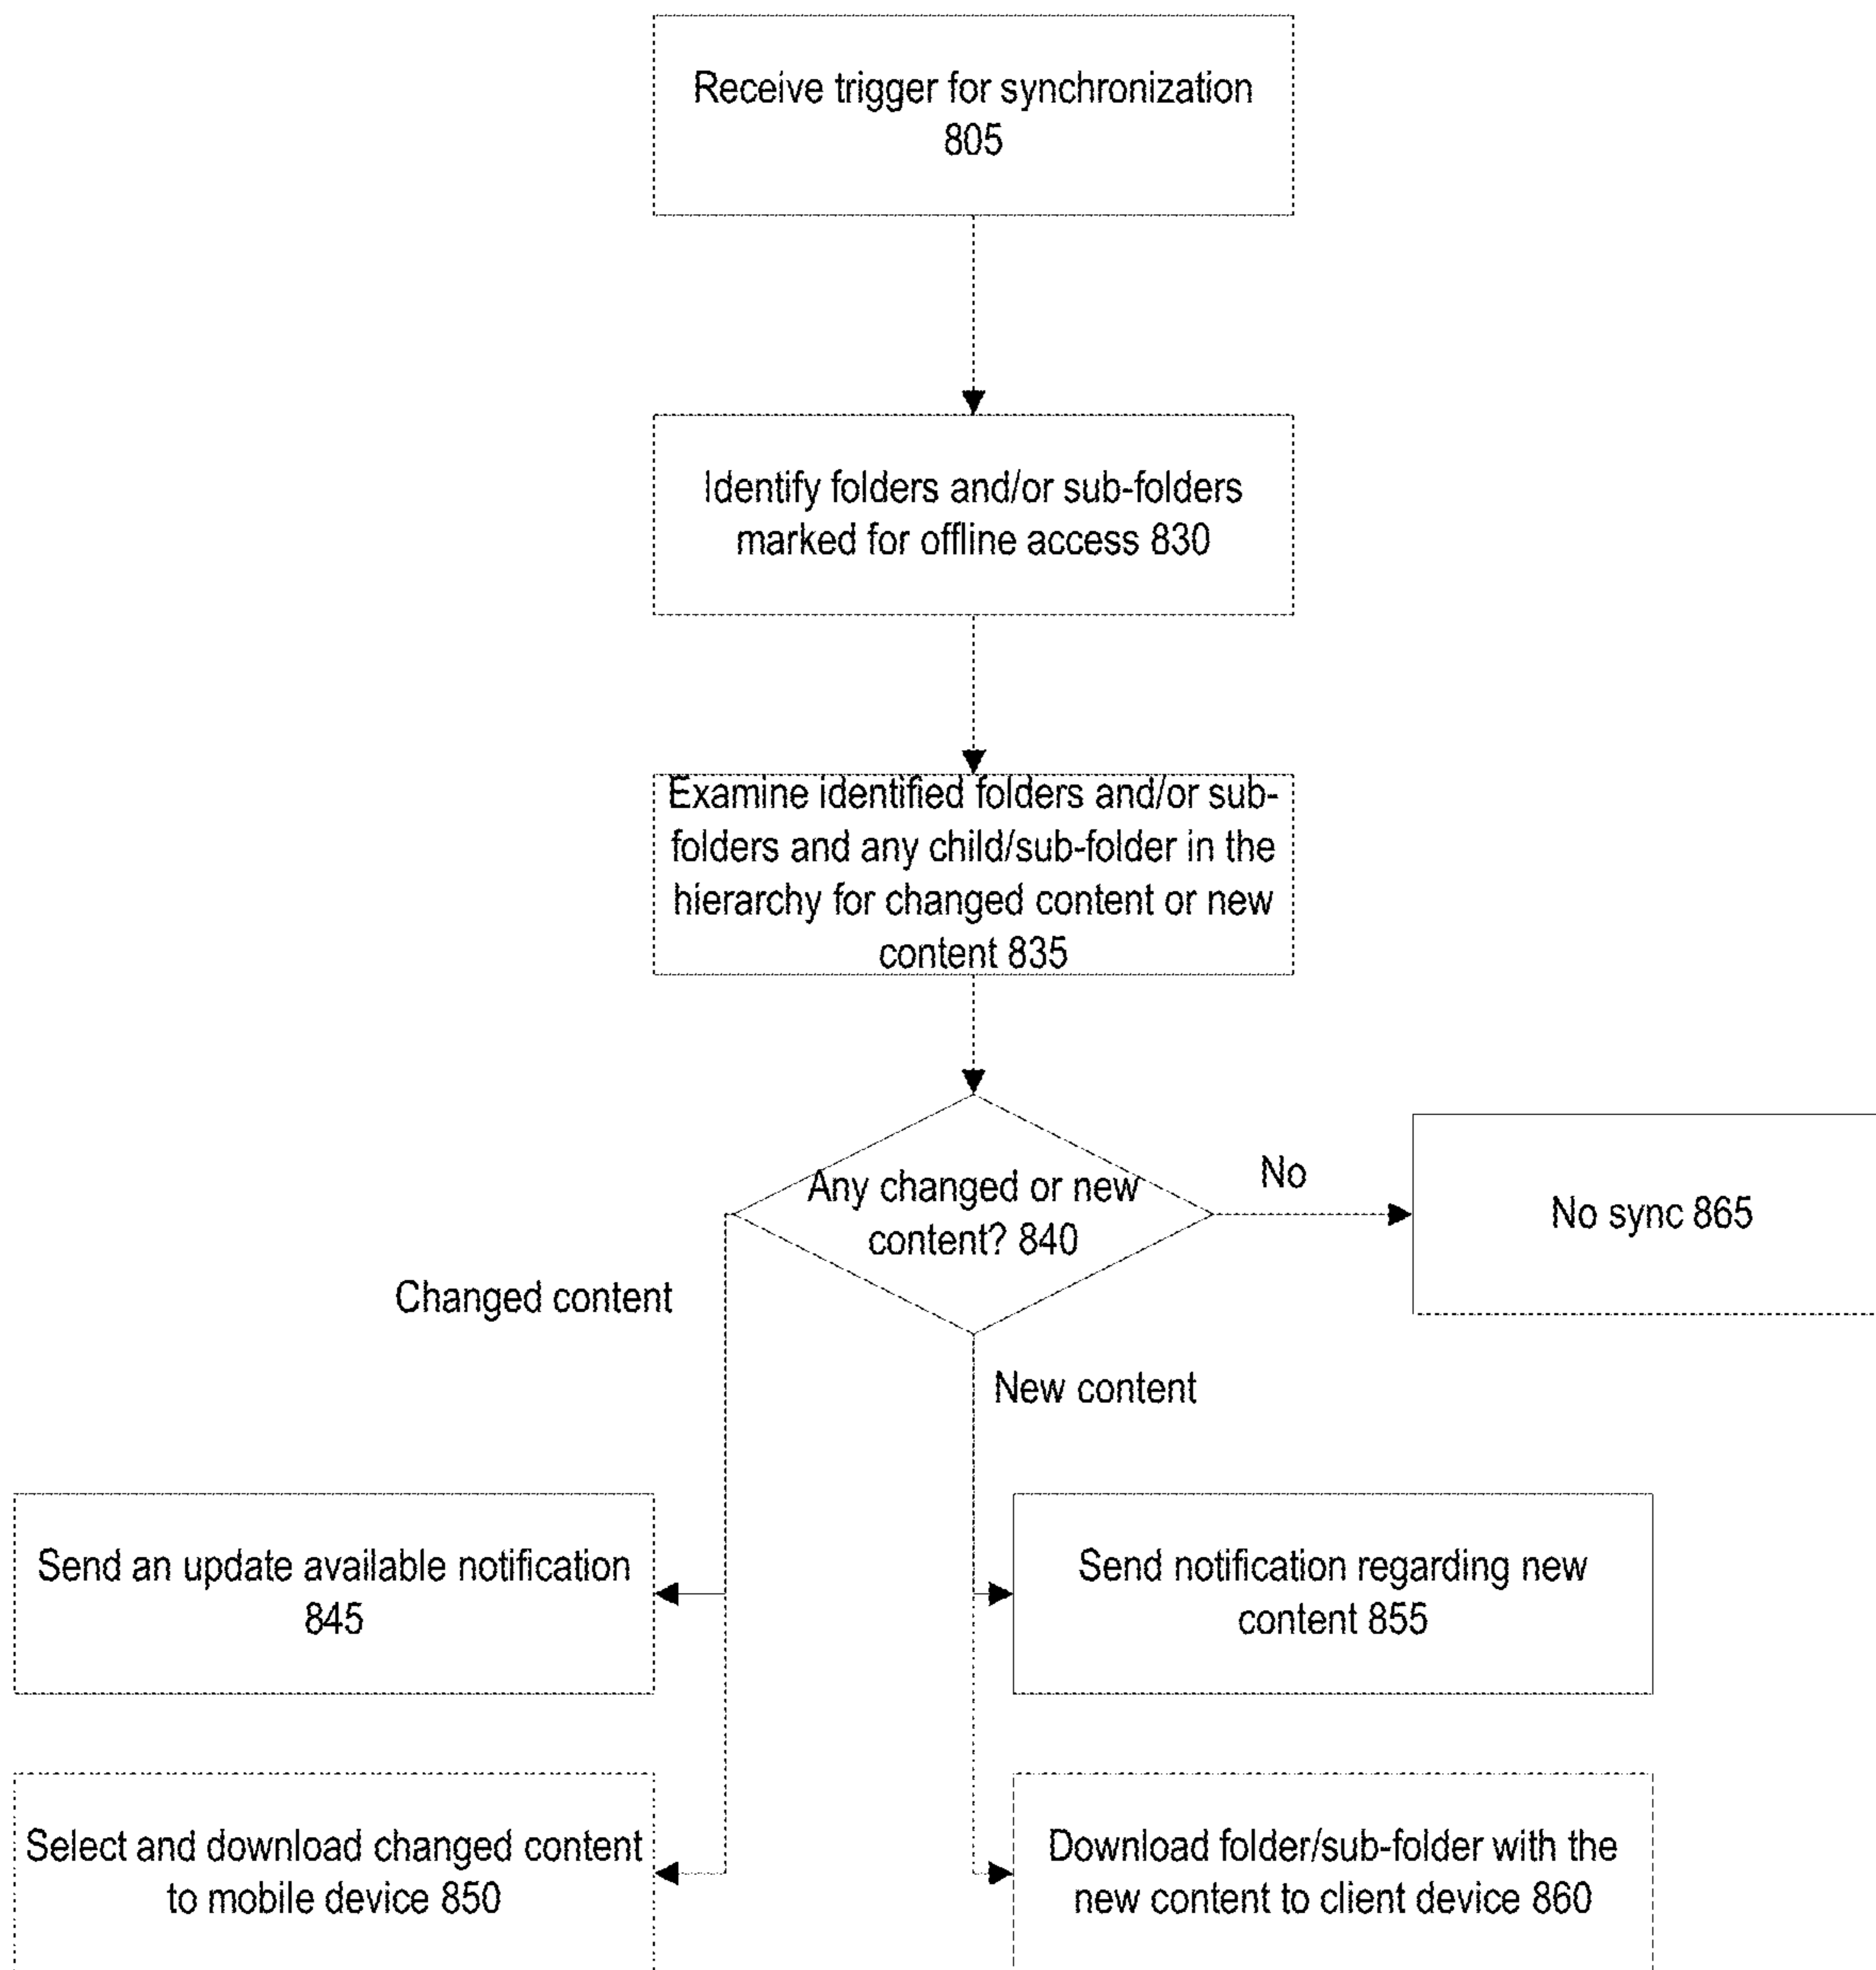 Receive trigger for synchronization
805
Identify folders and/or sub-folders
marked for offline access 830
Examine identified folders and/or sub-
folders and any child/sub-folder in the
hierarchy for changed content or new
content 835
Any changed or new
content? 840
No
No sync 865
Changed content
New content
Send an update available notification
845
Send notification regarding new
content 855
Select and download changed content
to mobile device 850
Download folder/sub-folder with the
new content to client device 860